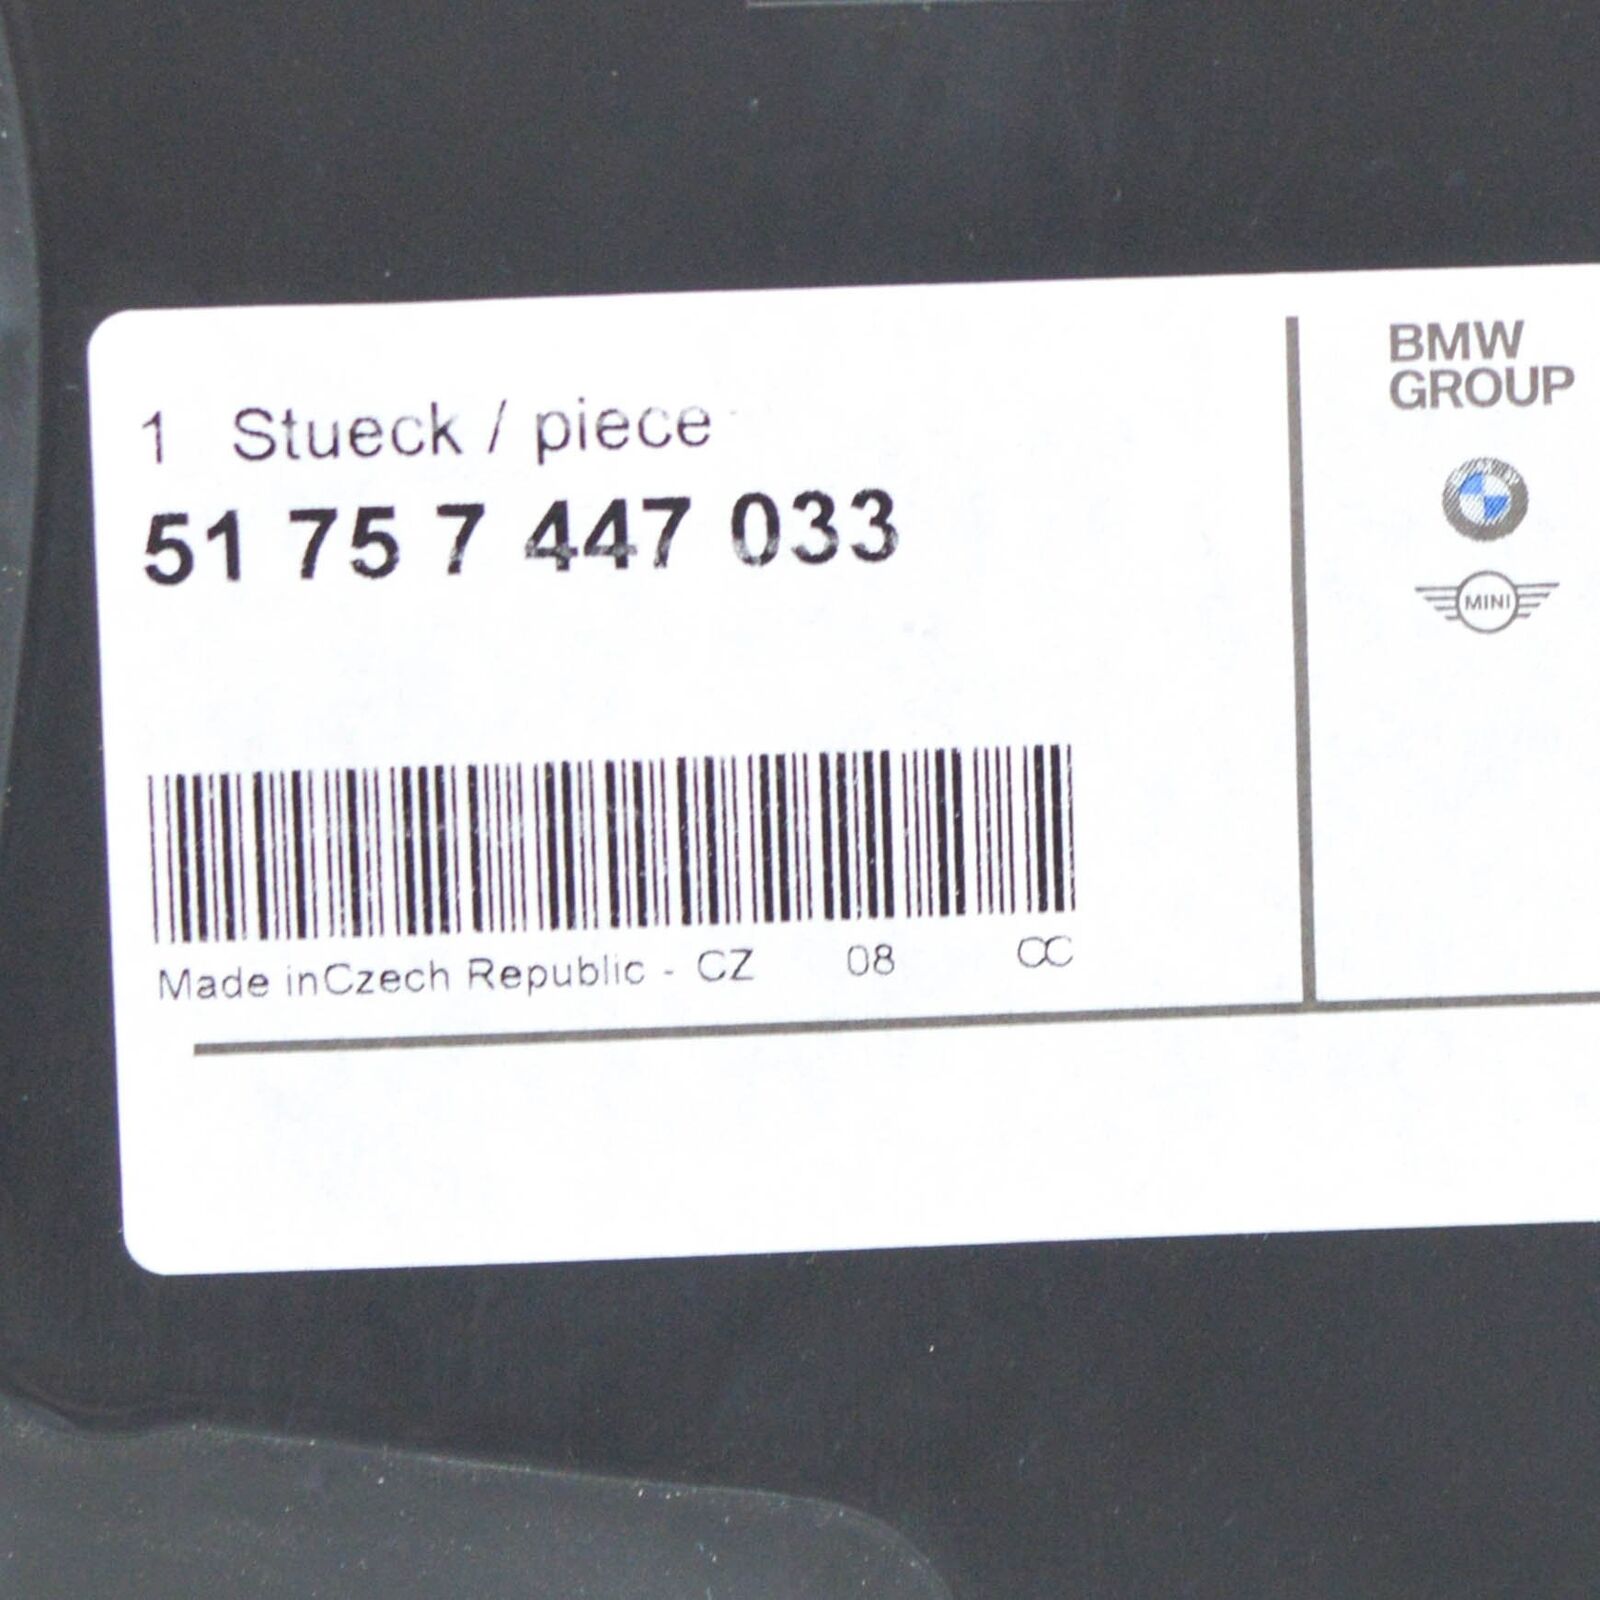 1 Stueck / piece
51 75 7 447 033
Made inCzech Republic - CZ 08 CC
BMW
GROUP
MINI